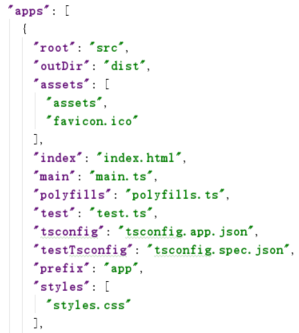 "apps": [
{
"root": "src",
"outDir": "dist",
"assets": [
"assets",
"favicon.ico"
],
"index": "index.html",
"main": "main.ts",
"polyfills": "polyfills.ts",
"test": "test.ts",
"tsconfig": "tsconfig.app.json",
"testTsconfig": "tsconfig.spec.json",
"prefix": "app",
"styles": [
"styles.css"
],